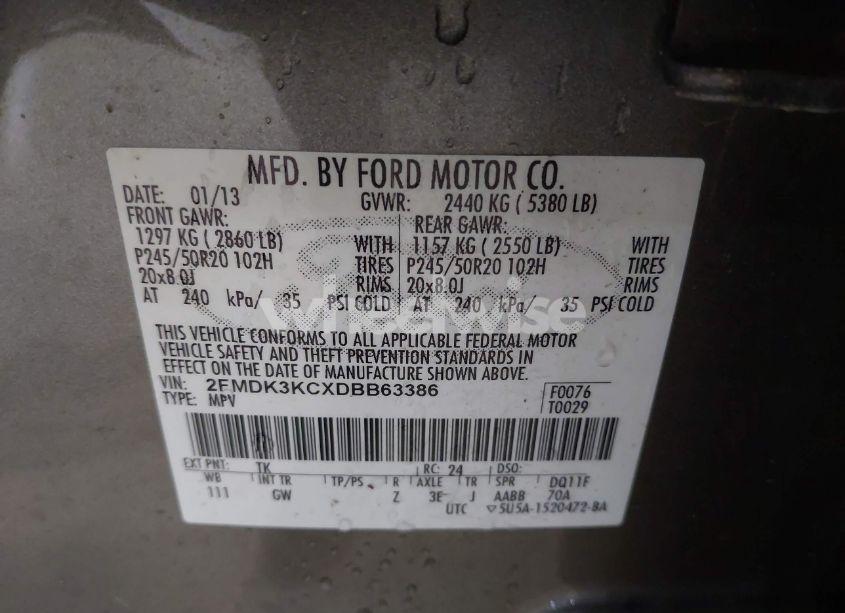 MFD. BY FORD MOTOR CO.
DATE: 01/13 GVWR: 2440 KG ( 5380 LB)
FRONT GAWR: REAR GAWR:
1297 KG ( 2860 LB) WITH 1157 KG ( 2550 LB) WITH
P245/50R20 102H TIRES P245/50R20 102H TIRES
20x8.0J RIMS 20x8.0J RIMS
AT 240 kPa/ 35 PSI COLD AT 240 kPa/ 35 PSI COLD
THIS VEHICLE CONFORMS TO ALL APPLICABLE FEDERAL MOTOR
VEHICLE SAFETY AND THEFT PREVENTION STANDARDS IN
EFFECT ON THE DATE OF MANUFACTURE SHOWN ABOVE.
VIN: 2FMDK3KCXDBB63386 F0076
TYPE: MPV T0029
EXT PNT: TK RC: 24 DSO:
WB INT TR TP/PS R AXLE TR SPR DQ11F
111 GW Z 3E J AABB 70A
UTC ▽5U5A-1520472-BA